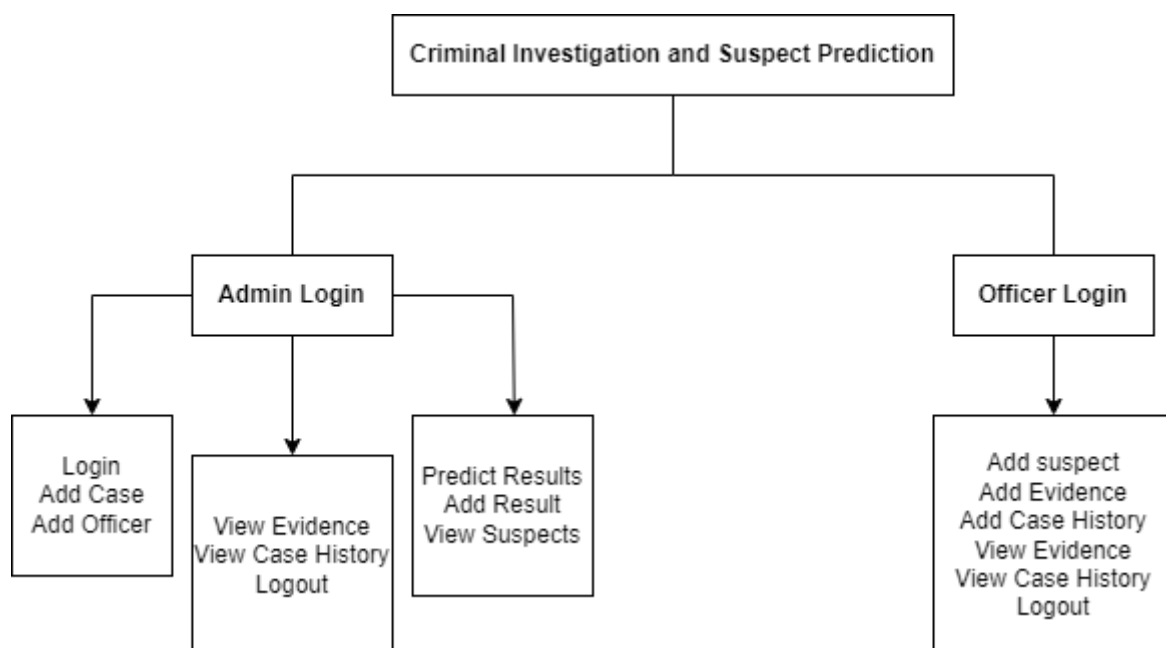 Criminal Investigation and Suspect Prediction
Admin Login
Officer Login
Login
Add Case
Add Officer
View Evidence
View Case History
Logout
Predict Results
Add Result
View Suspects
Add suspect
Add Evidence
Add Case History
View Evidence
View Case History
Logout